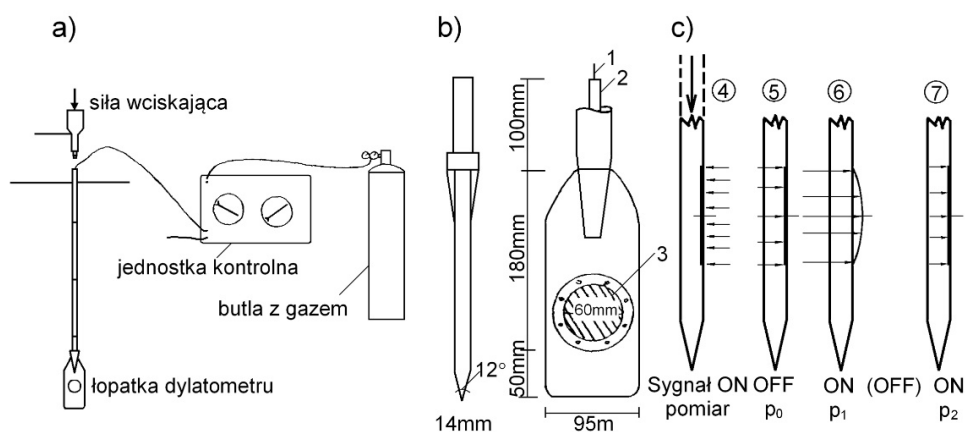 a)
siła wciskająca
jednostka kontrolna
butla z gazem
łopatka dylatometru
b)
1
2
100mm
180mm
50mm
3
60mm
12°
14mm
95m
c)
4 5 6 7
Sygnał ON OFF ON (OFF) ON
pomiar p0 p1 p2